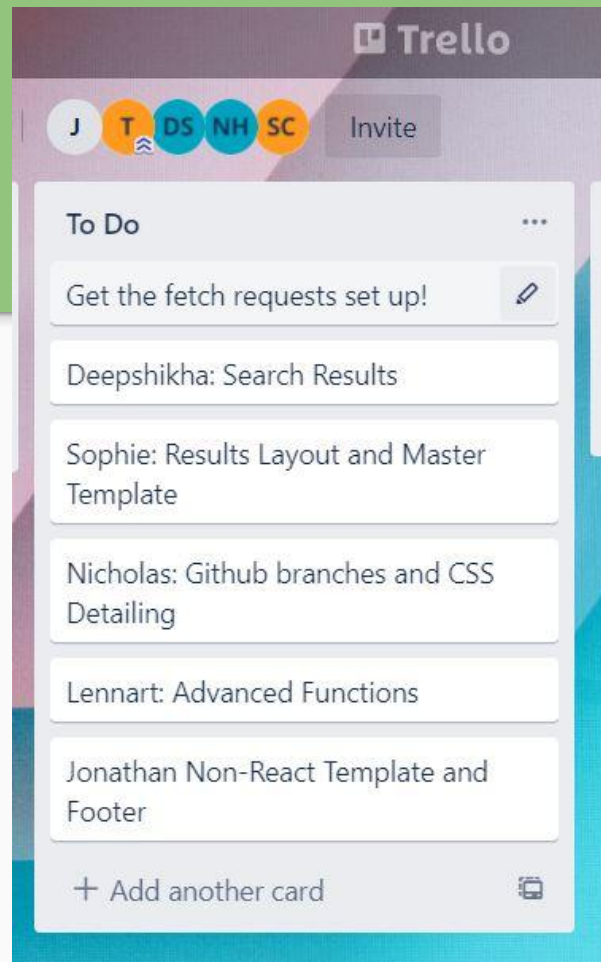 Trello
J T DS NH SC Invite
To Do
Get the fetch requests set up!
Deepshikha: Search Results
Sophie: Results Layout and Master
Template
Nicholas: Github branches and CSS
Detailing
Lennart: Advanced Functions
Jonathan Non-React Template and
Footer
+ Add another card